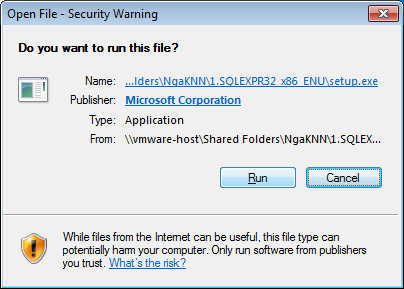 Open File - Security Warning
Do you want to run this file?
Name: ...lders\NgaKNN\1.SQLEXPR32_x86_ENU\setup.exe
Publisher: Microsoft Corporation
Type: Application
From: \\vmware-host\Shared Folders\NgaKNN\1.SQLEX...
Run Cancel
While files from the Internet can be useful, this file type can
potentially harm your computer. Only run software from publishers
you trust. What's the risk?